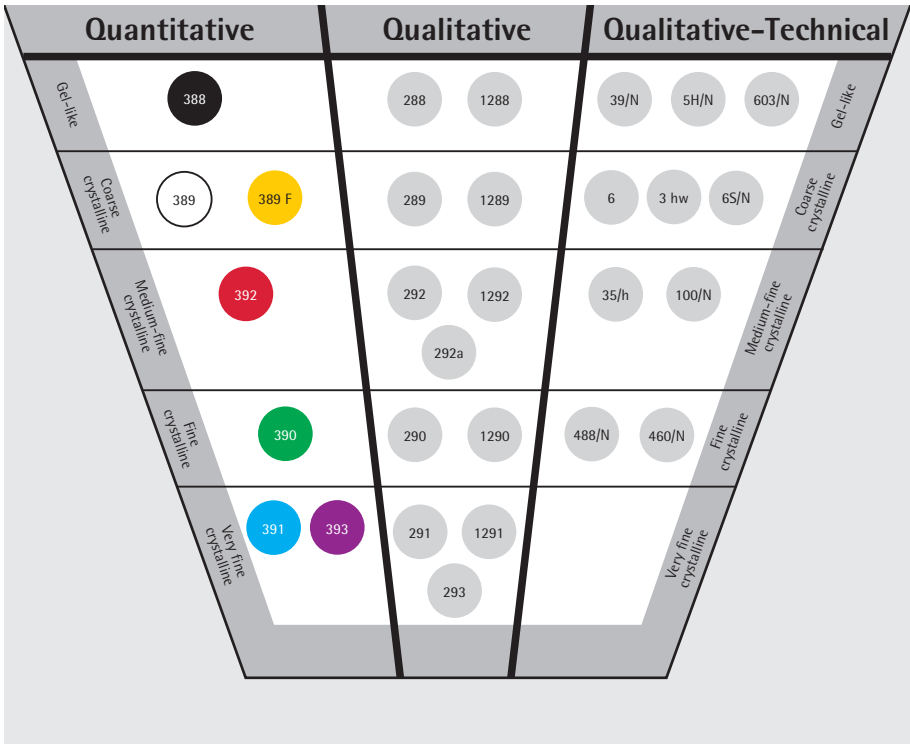 Quantitative
Qualitative
Qualitative-Technical
Gel-like
388
288
1288
39/N
5H/N
603/N
Gel-like
Coarse
crystalline
389
389 F
289
1289
6
3 hw
6S/N
Coarse
crystalline
Medium-fine
crystalline
392
292
1292
292a
35/h
100/N
Medium-fine
crystalline
Fine
crystalline
390
290
1290
488/N
460/N
Fine
crystalline
Very fine
crystalline
391
393
291
1291
293
Very fine
crystalline